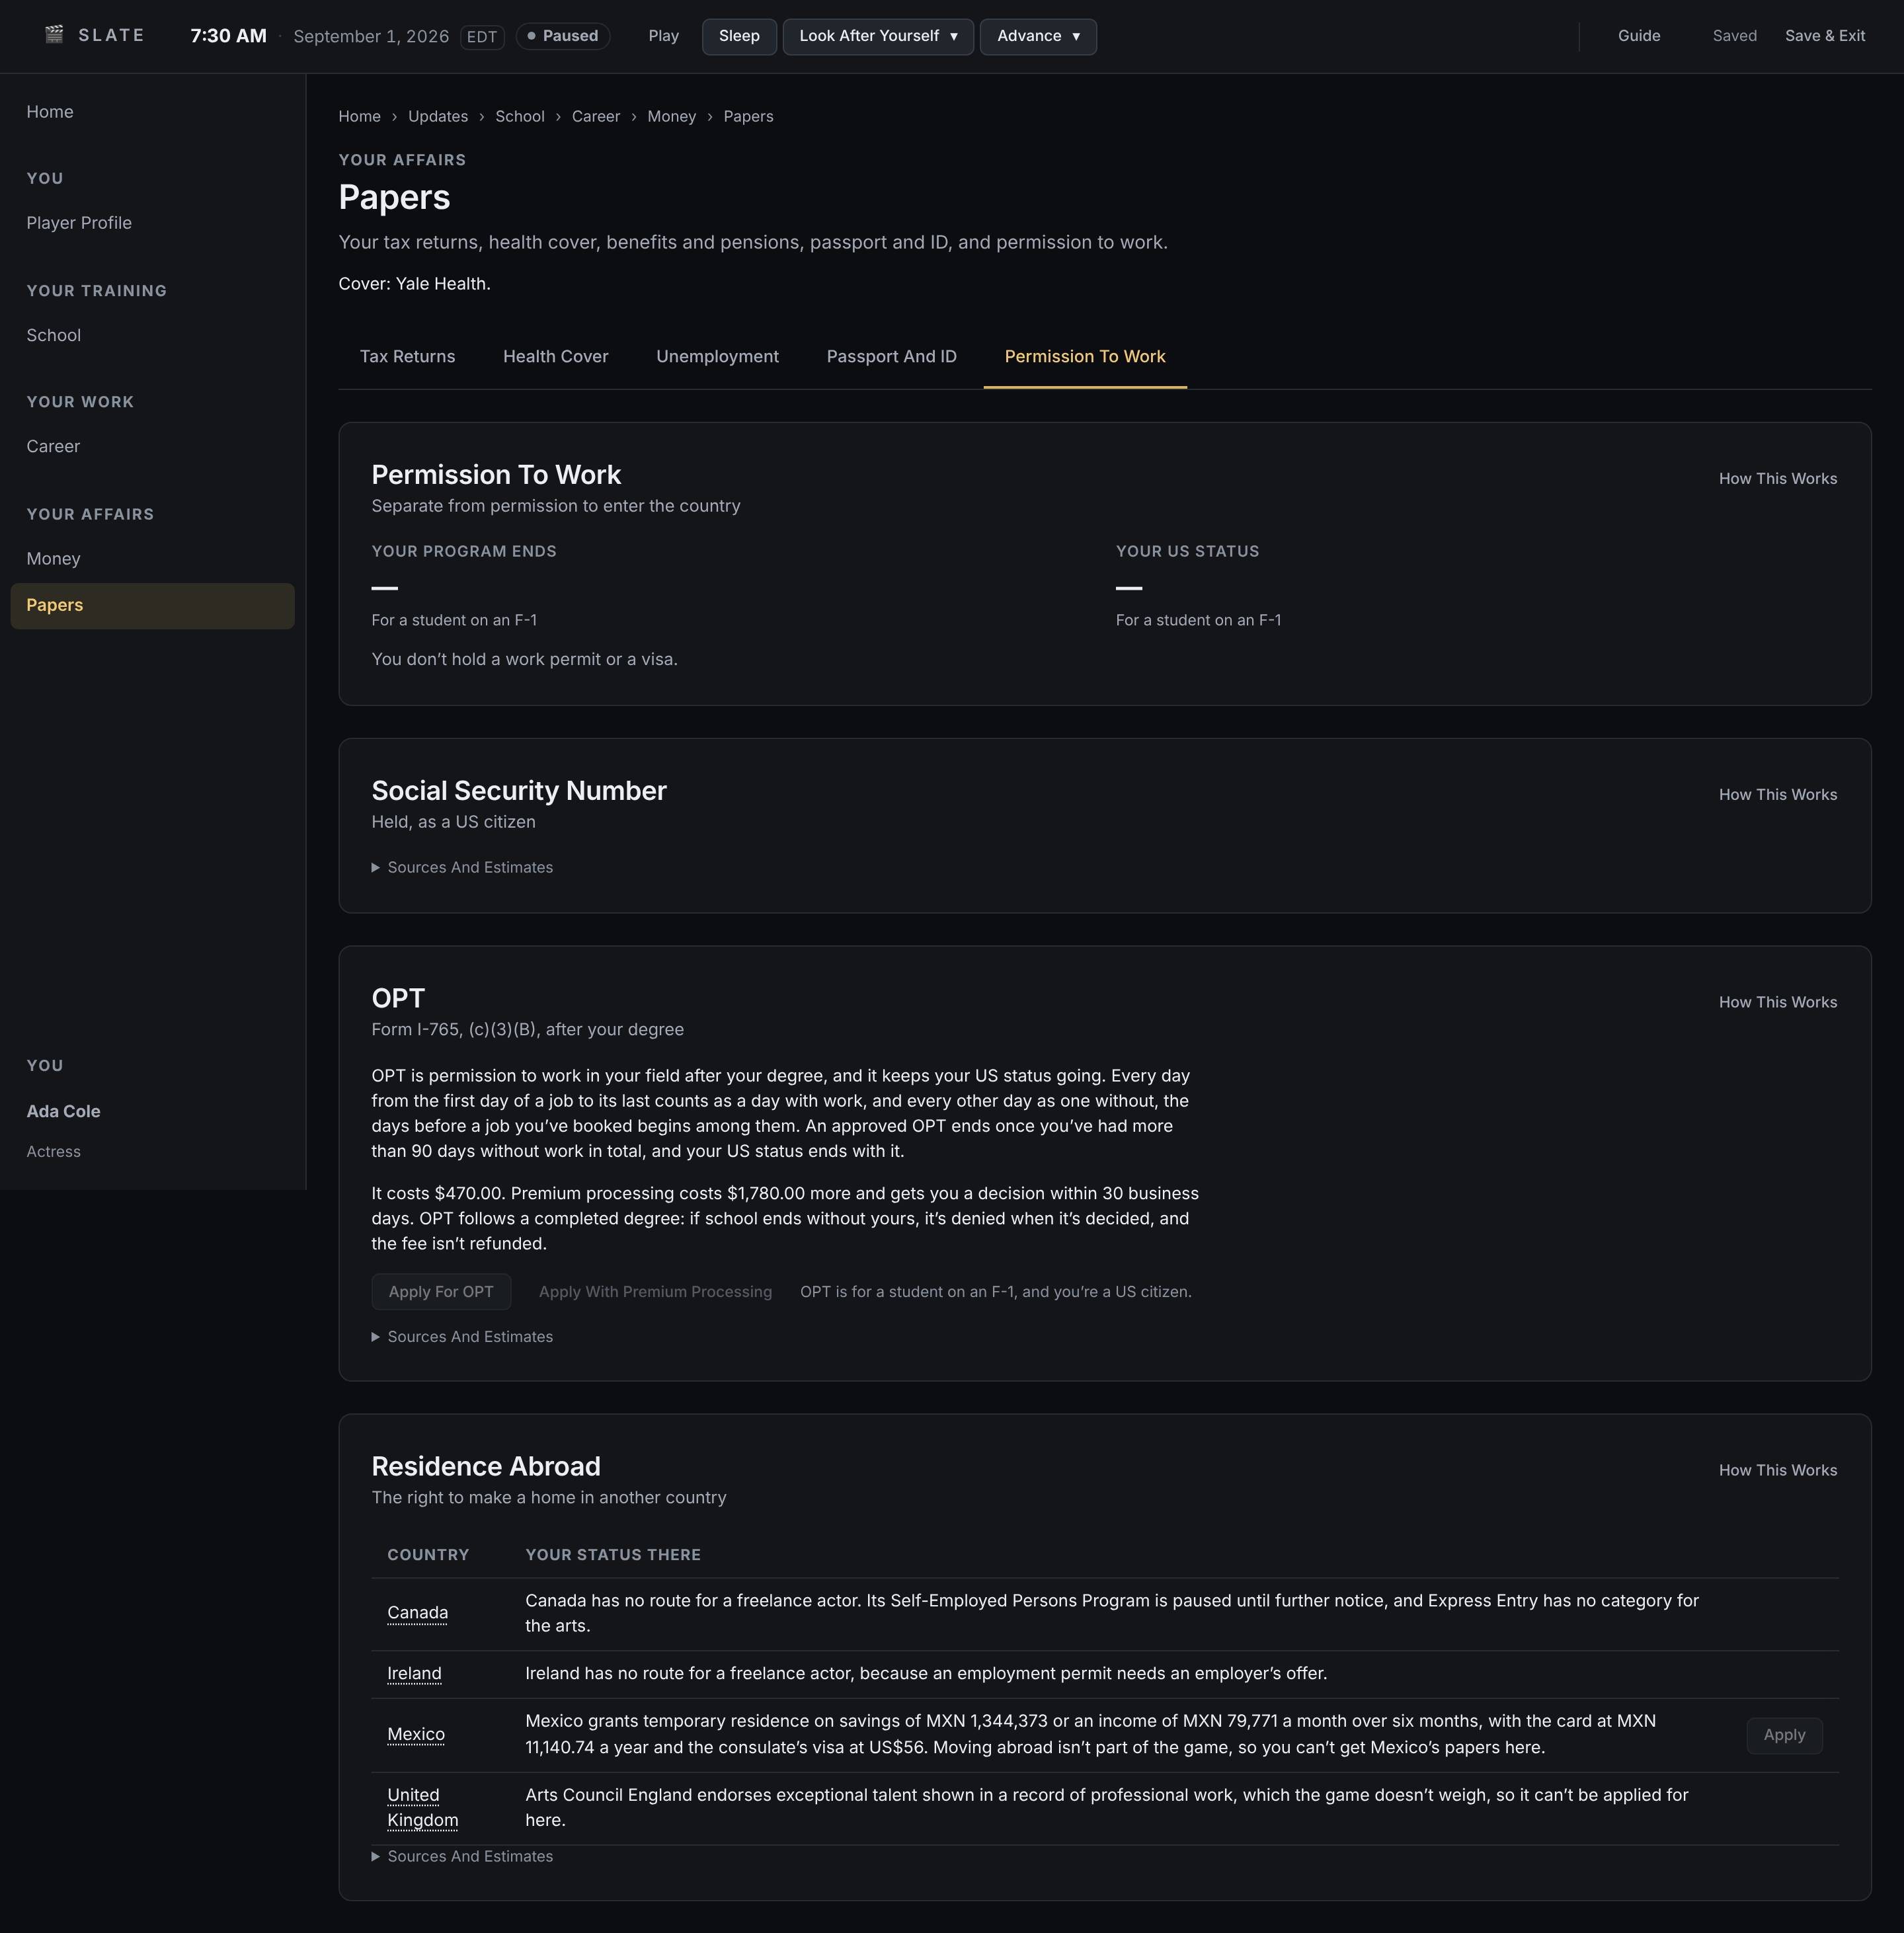 SLATE
7:30 AM · September 1, 2026 EDT Paused Play Sleep Look After Yourself ▾ Advance ▾ Guide Saved Save & Exit
Home
YOU
Player Profile
YOUR TRAINING
School
YOUR WORK
Career
YOUR AFFAIRS
Money
Papers
YOU
Ada Cole
Actress
Home › Updates › School › Career › Money › Papers
YOUR AFFAIRS
Papers
Your tax returns, health cover, benefits and pensions, passport and ID, and permission to work.
Cover: Yale Health.
Tax Returns Health Cover Unemployment Passport And ID Permission To Work
Permission To Work
How This Works
Separate from permission to enter the country
YOUR PROGRAM ENDS
—
For a student on an F-1
YOUR US STATUS
—
For a student on an F-1
You don’t hold a work permit or a visa.
Social Security Number
How This Works
Held, as a US citizen
Sources And Estimates
OPT
How This Works
Form I-765, (c)(3)(B), after your degree
OPT is permission to work in your field after your degree, and it keeps your US status going. Every day
from the first day of a job to its last counts as a day with work, and every other day as one without, the
days before a job you’ve booked begins among them. An approved OPT ends once you’ve had more
than 90 days without work in total, and your US status ends with it.
It costs $470.00. Premium processing costs $1,780.00 more and gets you a decision within 30 business
days. OPT follows a completed degree: if school ends without yours, it’s denied when it’s decided, and
the fee isn’t refunded.
Apply For OPT Apply With Premium Processing OPT is for a student on an F-1, and you’re a US citizen.
Sources And Estimates
Residence Abroad
How This Works
The right to make a home in another country
COUNTRY YOUR STATUS THERE
Canada
Canada has no route for a freelance actor. Its Self-Employed Persons Program is paused until further notice, and Express Entry has no category for
the arts.
Ireland
Ireland has no route for a freelance actor, because an employment permit needs an employer’s offer.
Mexico
Mexico grants temporary residence on savings of MXN 1,344,373 or an income of MXN 79,771 a month over six months, with the card at MXN
11,140.74 a year and the consulate’s visa at US$56. Moving abroad isn’t part of the game, so you can’t get Mexico’s papers here.
Apply
United
Kingdom
Arts Council England endorses exceptional talent shown in a record of professional work, which the game doesn’t weigh, so it can’t be applied for
here.
Sources And Estimates